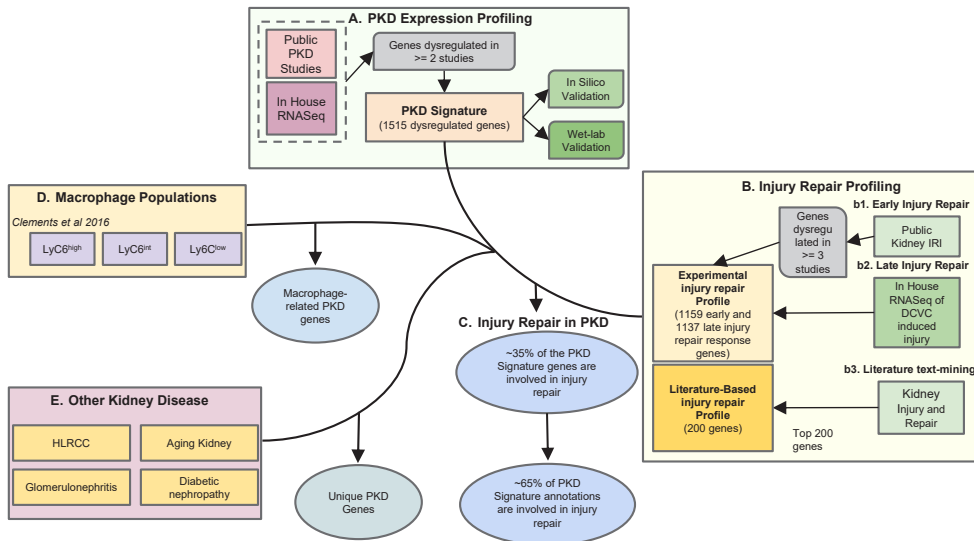 A. PKD Expression Profiling
Public
PKD
Studies
In House
RNASeq
Genes dysregulated in
>= 2 studies
PKD Signature
(1515 dysregulated genes)
In Silico
Validation
Wet-lab
Validation
D. Macrophage Populations
Clements et al 2016
LyC6high
LyC6int
Ly6Clow
Macrophage-
related PKD
genes
B. Injury Repair Profiling
b1. Early Injury Repair
Genes
dysregu
lated in
>= 3
studies
Public
Kidney IRI
b2. Late Injury Repair
Experimental
injury repair
Profile
(1159 early and
1137 late injury
repair response
genes)
In House
RNASeq of
DCVC
induced
injury
b3. Literature text-mining
Literature-Based
injury repair
Profile
(200 genes)
Kidney
Injury and
Repair
Top 200
genes
C. Injury Repair in PKD
~35% of the PKD
Signature genes are
involved in injury
repair
~65% of PKD
Signature annotations
are involved in injury
repair
E. Other Kidney Disease
HLRCC
Aging Kidney
Glomerulonephritis
Diabetic
nephropathy
Unique PKD
Genes